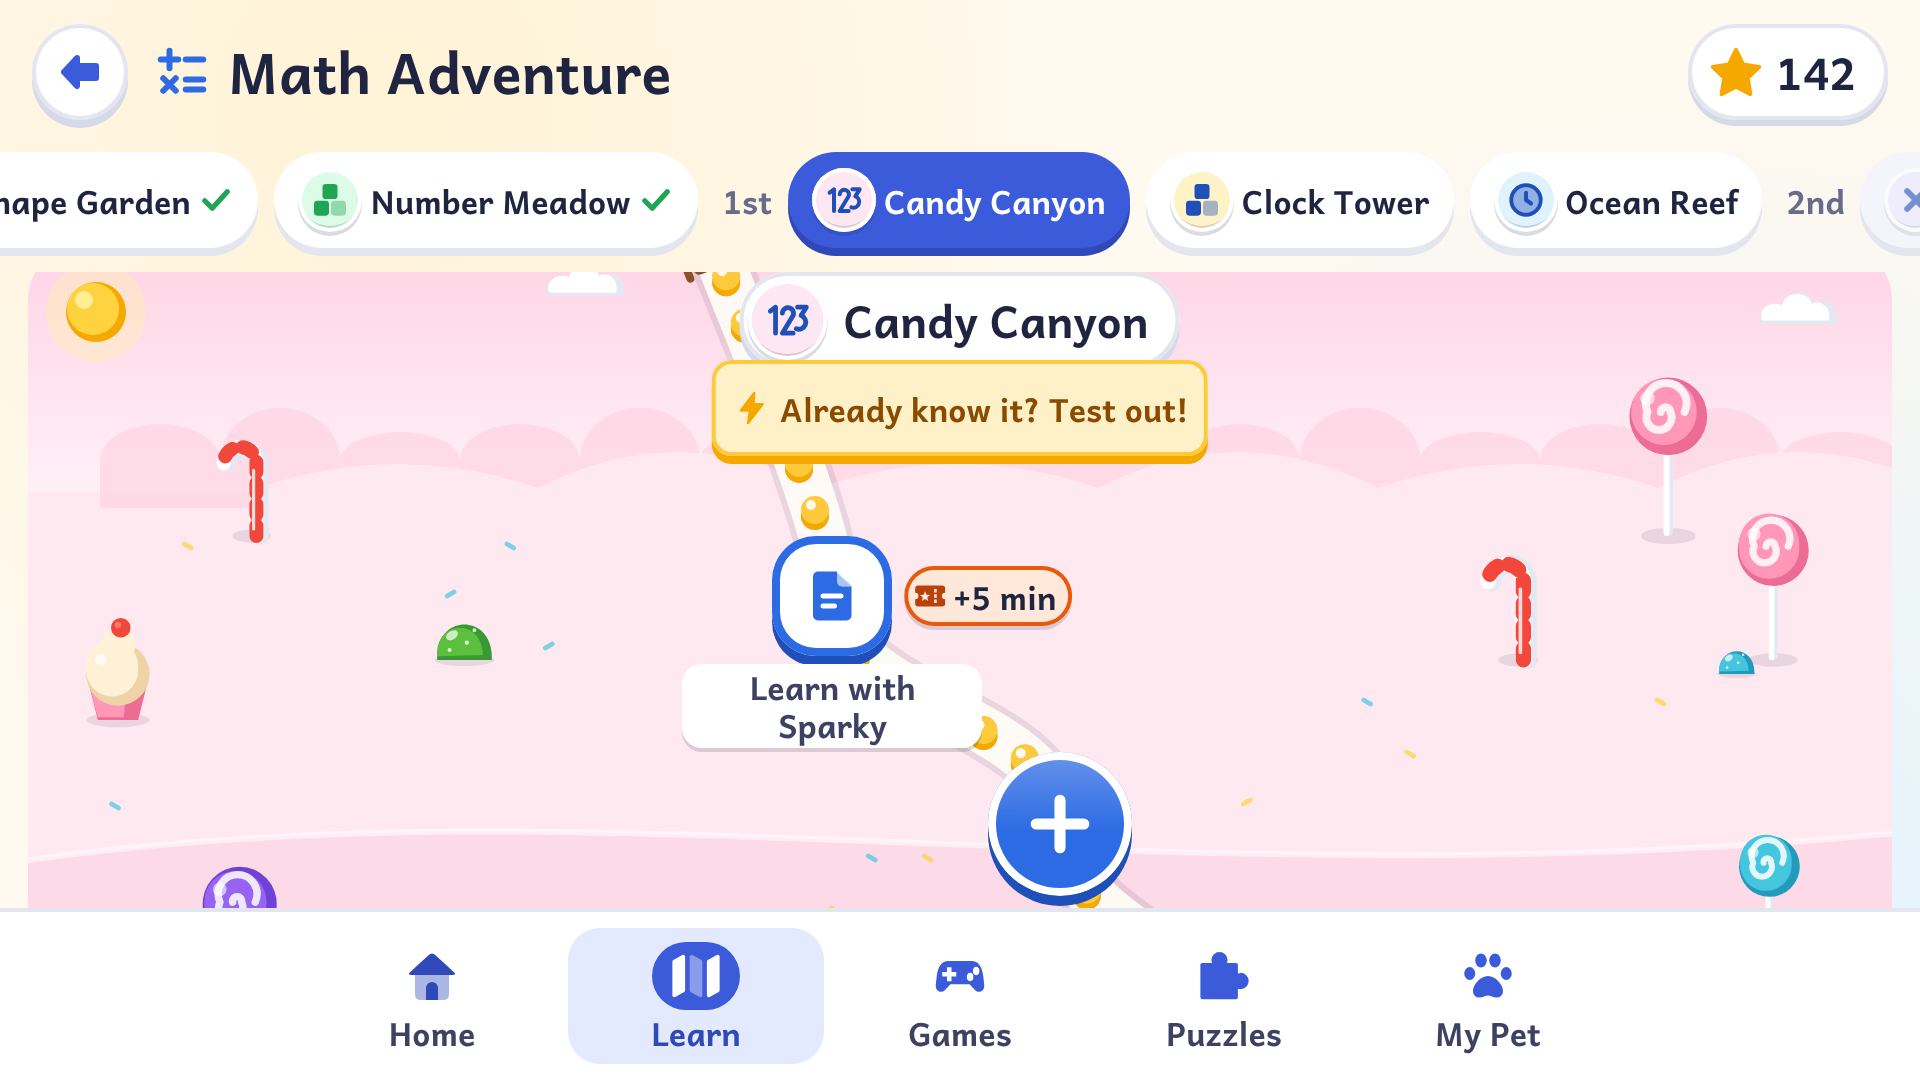 Math Adventure
142
hape Garden
Number Meadow
1st
123
Candy Canyon
Clock Tower
Ocean Reef
2nd
123
Candy Canyon
Already know it? Test out!
+5 min
Learn with
Sparky
Home
Learn
Games
Puzzles
My Pet